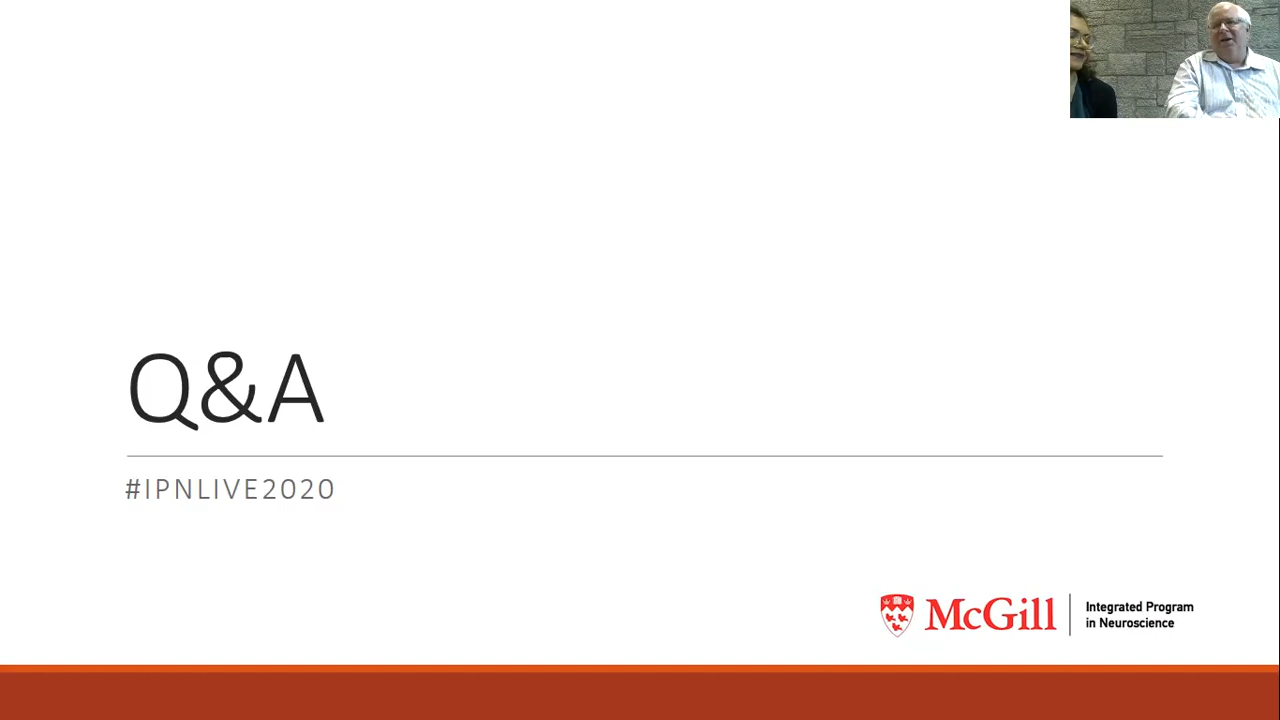 Q&A
#IPNLIVE2020
McGill
Integrated Program
in Neuroscience